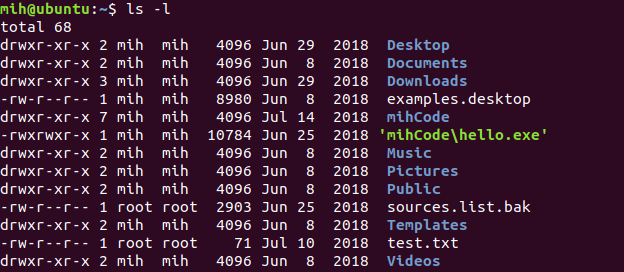 mih@ubuntu:~$ ls -l
total 68
drwxr-xr-x 2 mih  mih   4096 Jun 29  2018  Desktop
drwxr-xr-x 2 mih  mih   4096 Jun  8  2018  Documents
drwxr-xr-x 3 mih  mih   4096 Jun 29  2018  Downloads
-rw-r--r-- 1 mih  mih   8980 Jun  8  2018  examples.desktop
drwxr-xr-x 7 mih  mih   4096 Jul 14  2018  mihCode
-rwxrwxr-x 1 mih  mih  10784 Jun 25  2018 'mihCode\hello.exe'
drwxr-xr-x 2 mih  mih   4096 Jun  8  2018  Music
drwxr-xr-x 2 mih  mih   4096 Jun  8  2018  Pictures
drwxr-xr-x 2 mih  mih   4096 Jun  8  2018  Public
-rw-r--r-- 1 root root  2903 Jun 25  2018  sources.list.bak
drwxr-xr-x 2 mih  mih   4096 Jun  8  2018  Templates
-rw-r--r-- 1 root root    71 Jul 10  2018  test.txt
drwxr-xr-x 2 mih  mih   4096 Jun  8  2018  Videos